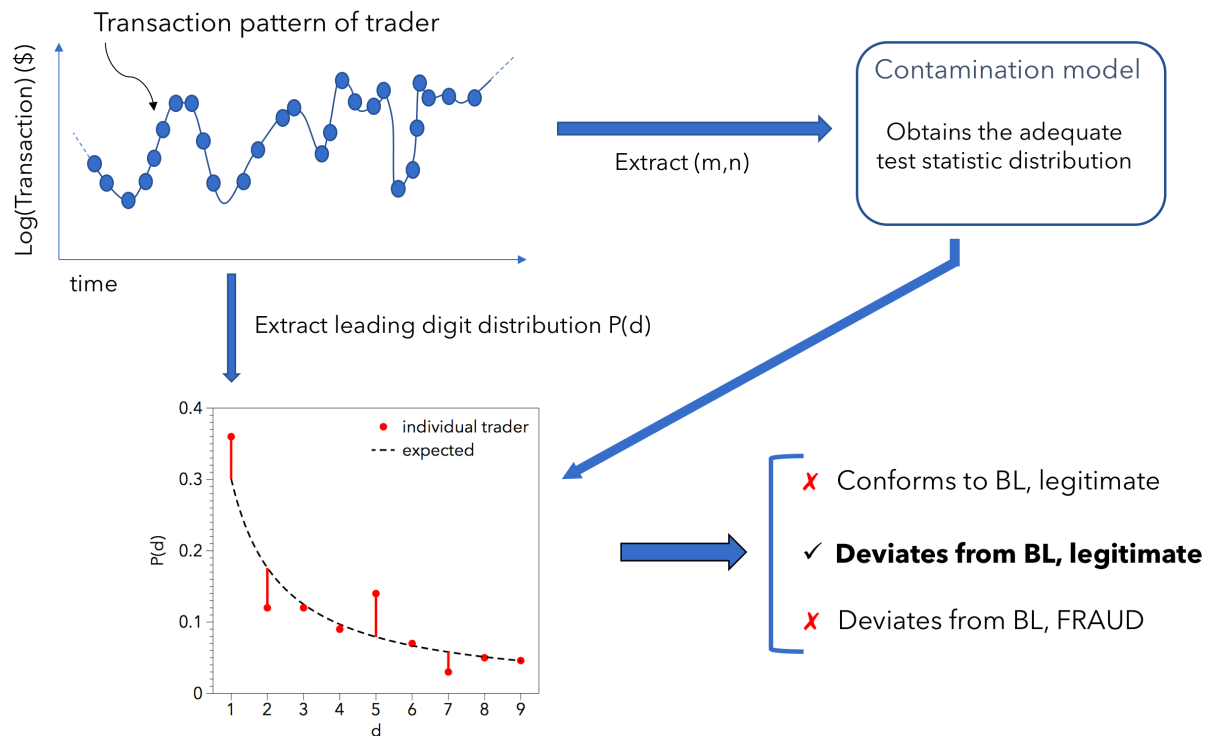 Transaction pattern of trader
Log(Transaction) ($)
time
Extract (m,n)
Contamination model
Obtains the adequate
test statistic distribution
Extract leading digit distribution P(d)
0.4
0.3
0.2
0.1
0
P(d)
individual trader
expected
1 2 3 4 5 6 7 8 9
d
✗ Conforms to BL, legitimate
✓ Deviates from BL, legitimate
✗ Deviates from BL, FRAUD